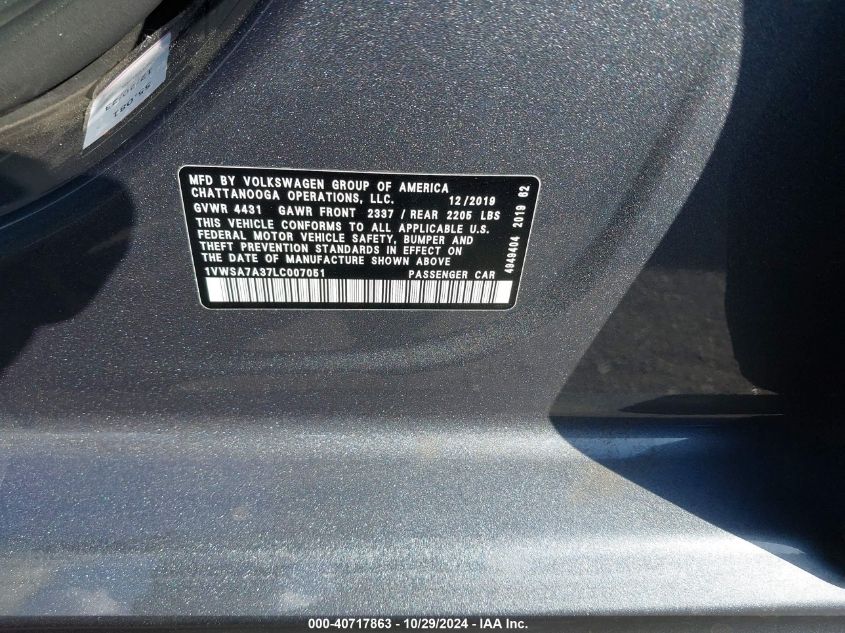 MFD BY VOLKSWAGEN GROUP OF AMERICA
CHATTANOOGA OPERATIONS, LLC. 12/2019
GVWR 4431 GAWR FRONT 2337 / REAR 2205 LBS
THIS VEHICLE CONFORMS TO ALL APPLICABLE U.S.
FEDERAL MOTOR VEHICLE SAFETY, BUMPER AND
THEFT PREVENTION STANDARDS IN EFFECT ON
THE DATE OF MANUFACTURE SHOWN ABOVE
1VWSA7A37LC007051 PASSENGER CAR
4949404 2019 62
000-40717863 - 10/29/2024 - IAA Inc.